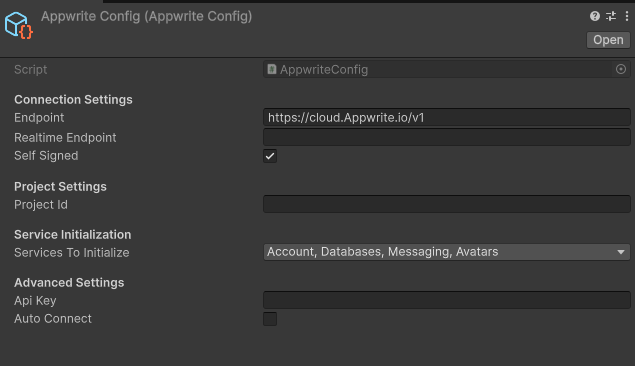 Appwrite Config (Appwrite Config)
Open
Script AppwriteConfig
Connection Settings
Endpoint https://cloud.Appwrite.io/v1
Realtime Endpoint
Self Signed
Project Settings
Project Id
Service Initialization
Services To Initialize Account, Databases, Messaging, Avatars
Advanced Settings
Api Key
Auto Connect